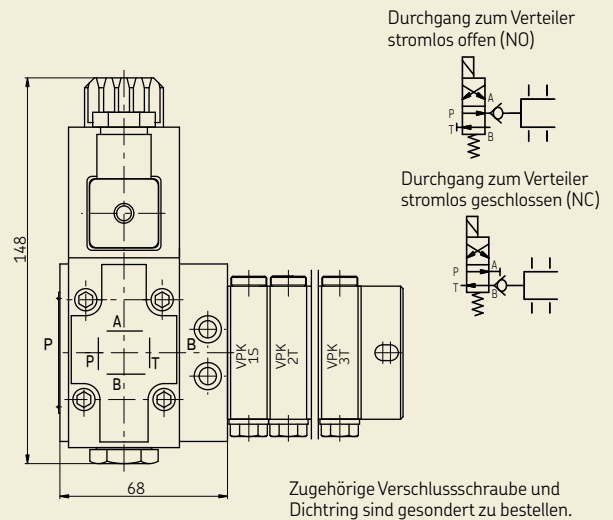 Durchgang zum Verteiler
stromlos offen (NO)
A
P
T
B
Durchgang zum Verteiler
stromlos geschlossen (NC)
P
A
T
B
148
P
A
P
T
B
B
VPK
1S
VPK
2T
VPK
3T
68
Zugehörige Verschlussschraube und
Dichtring sind gesondert zu bestellen.